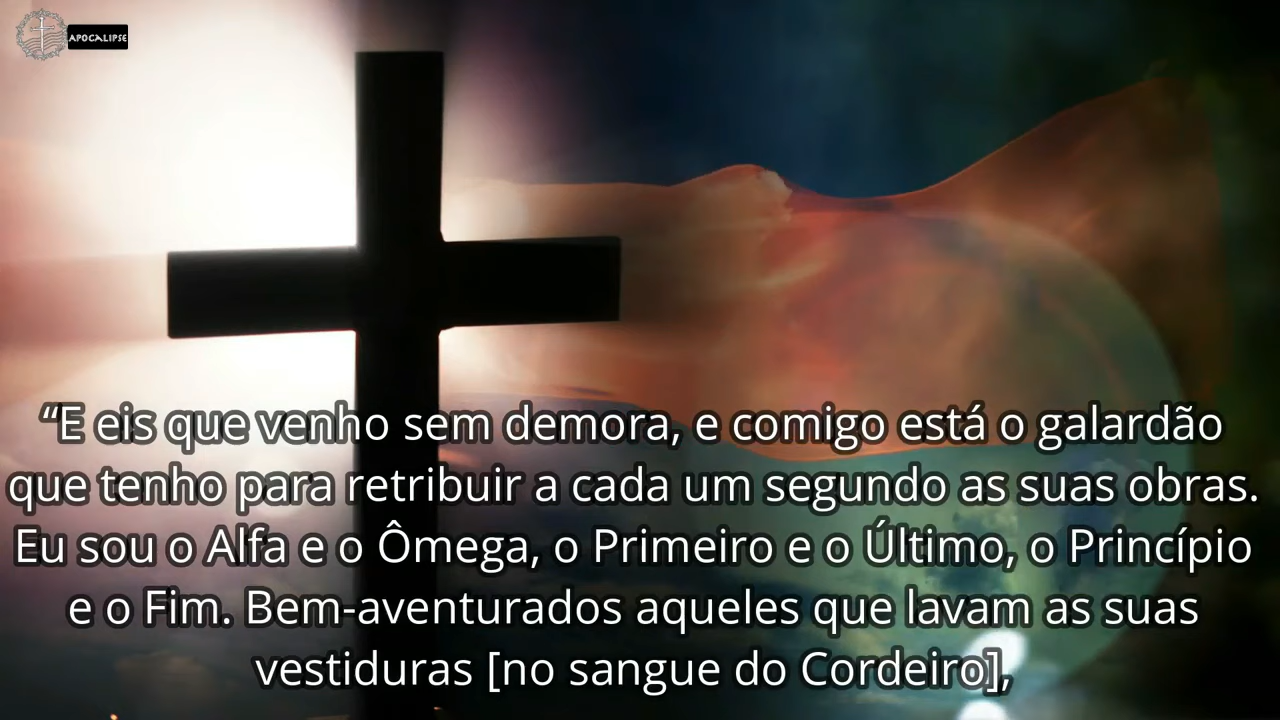 APOCALIPSE
“E eis que venho sem demora, e comigo está o galardão
que tenho para retribuir a cada um segundo as suas obras.
Eu sou o Alfa e o Ômega, o Primeiro e o Último, o Princípio
e o Fim. Bem-aventurados aqueles que lavam as suas
vestiduras [no sangue do Cordeiro],